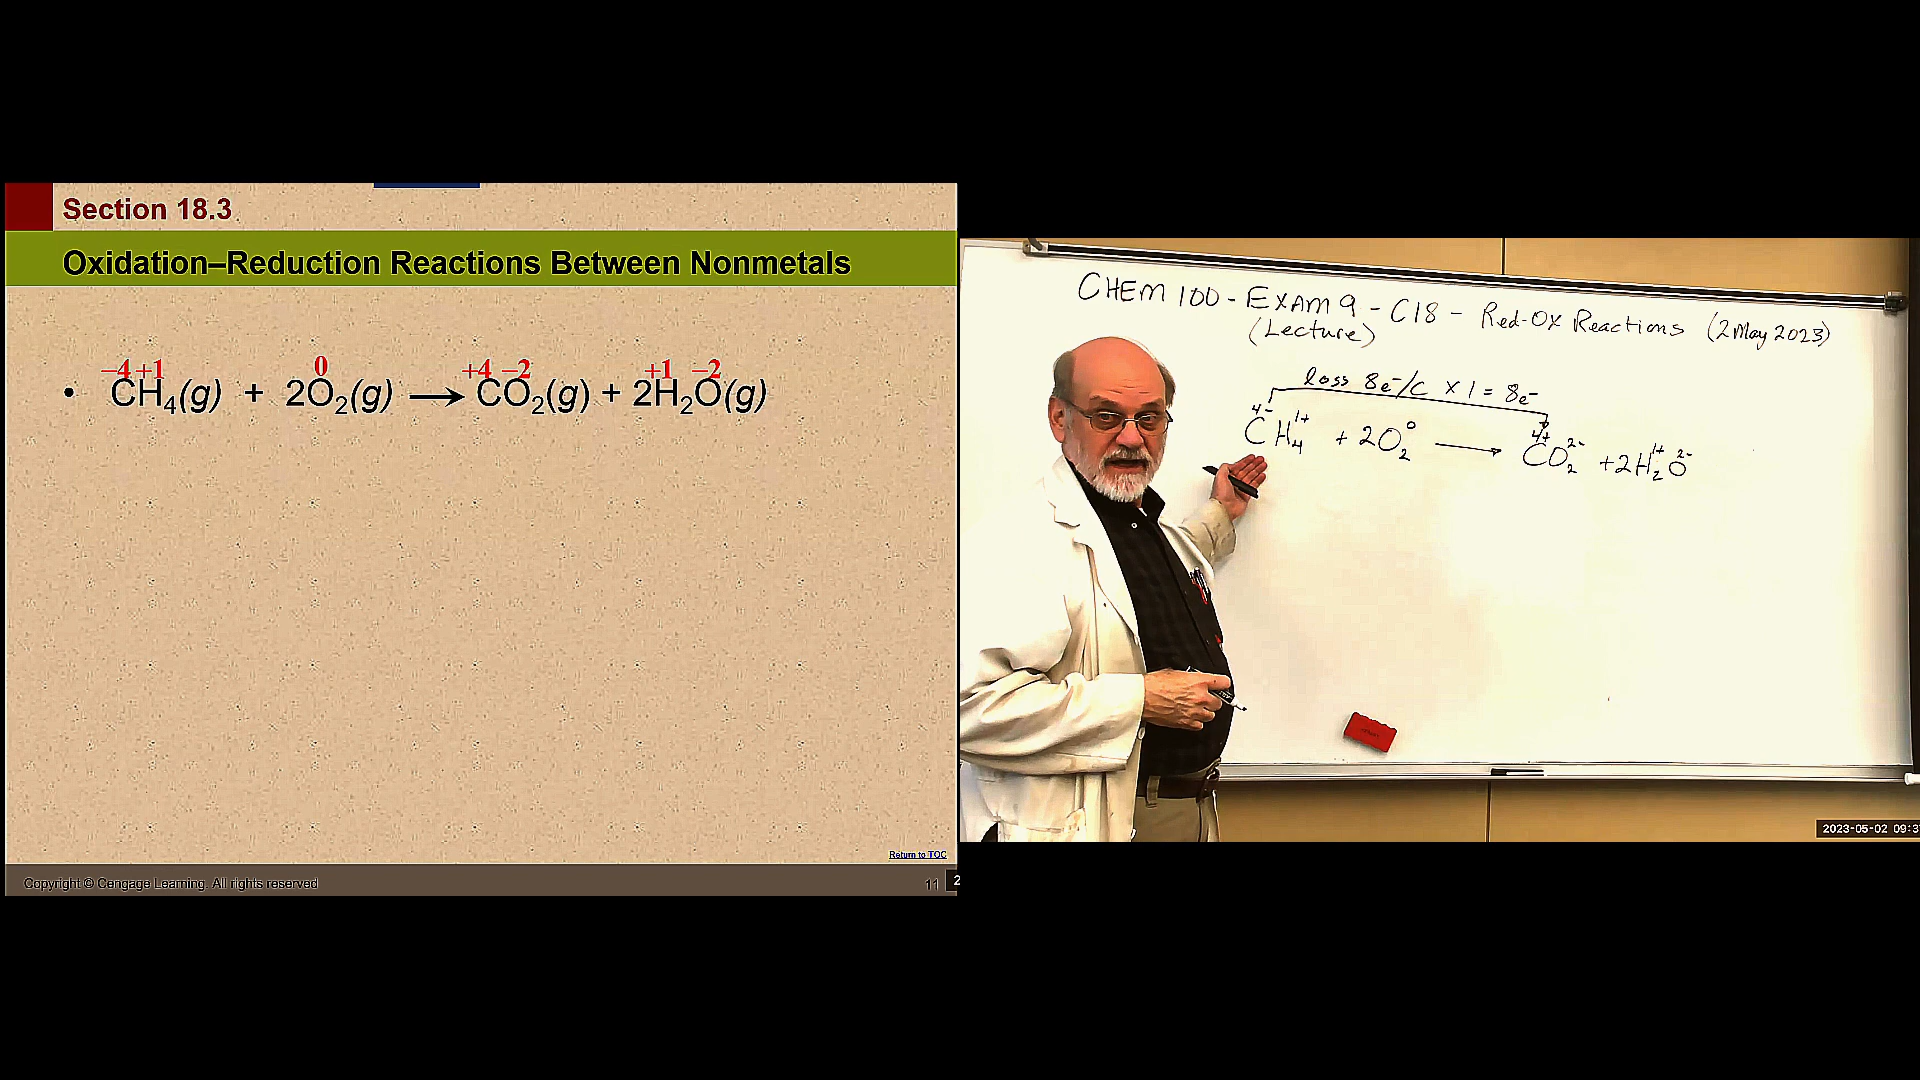 Section 18.3
Oxidation–Reduction Reactions Between Nonmetals
−4 +1 0 +4 −2 +1 −2
• CH₄(g) + 2O₂(g) ⟶ CO₂(g) + 2H₂O(g)
Return to TOC
Copyright © Cengage Learning. All rights reserved
11
2
CHEM 100 - EXAM 9 - C18 - Red-Ox Reactions (2 May 2023)
(Lecture)
loss 8e⁻/C x 1 = 8e⁻
4- 1+ 0 4+ 2- 1+ 2-
CH₄ + 2O₂ ⟶ CO₂ + 2H₂O
2023-05-02 09:3